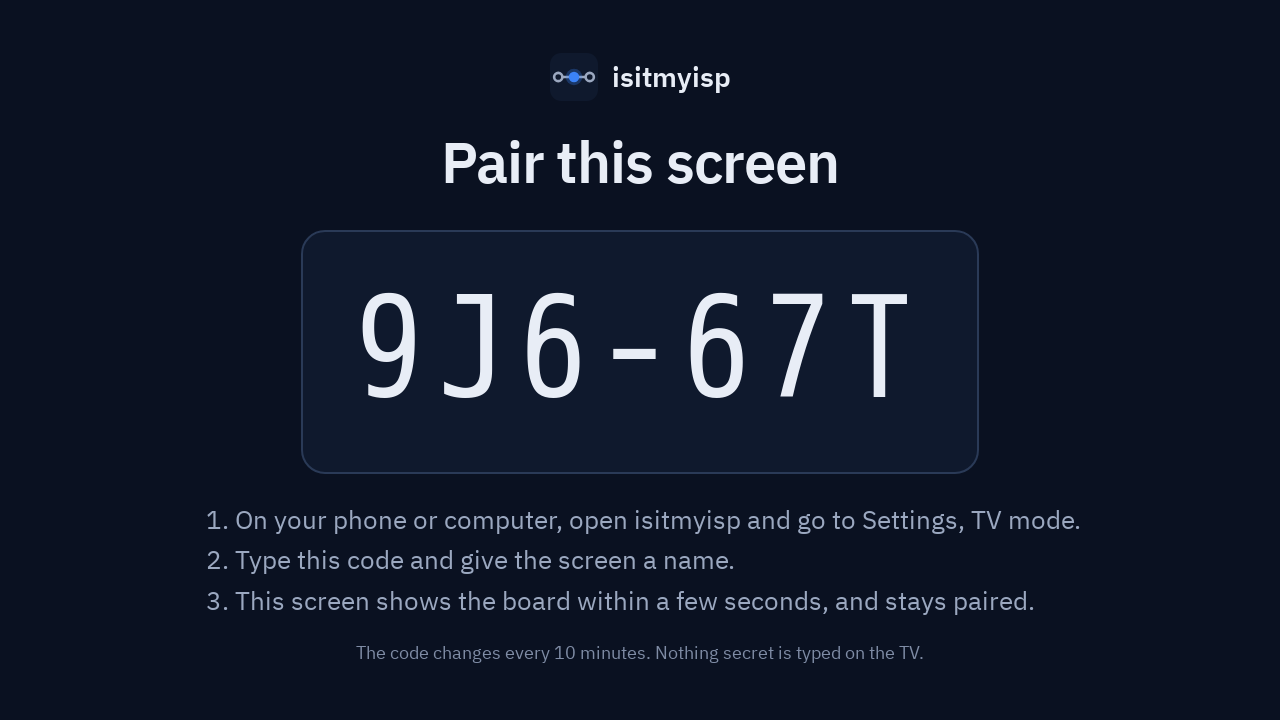 isitmyisp
Pair this screen
9J6-67T
1. On your phone or computer, open isitmyisp and go to Settings, TV mode.
2. Type this code and give the screen a name.
3. This screen shows the board within a few seconds, and stays paired.
The code changes every 10 minutes. Nothing secret is typed on the TV.